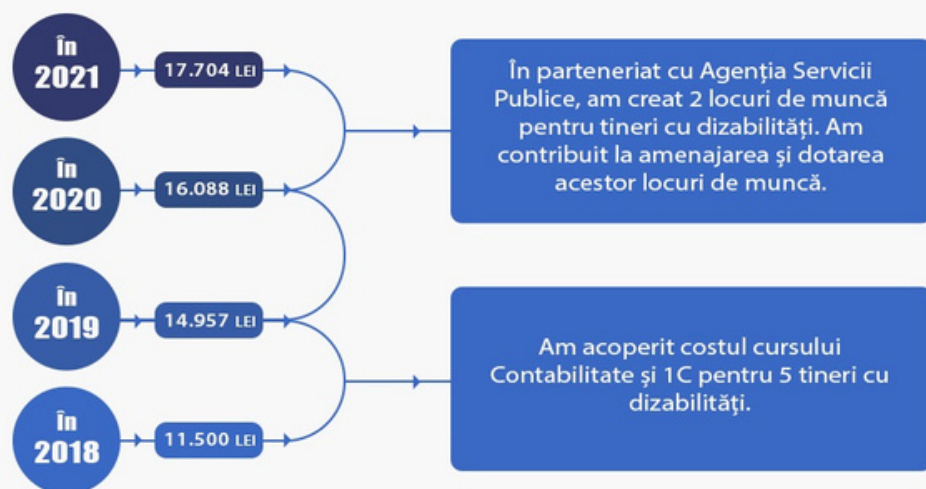 În
2021
17.704 LEI
În parteneriat cu Agenția Servicii
Publice, am creat 2 locuri de muncă
pentru tineri cu dizabilități. Am
contribuit la amenajarea și dotarea
acestor locuri de muncă.
În
2020
16.088 LEI
În
2019
14.957 LEI
Am acoperit costul cursului
Contabilitate și 1C pentru 5 tineri cu
dizabilități.
În
2018
11.500 LEI